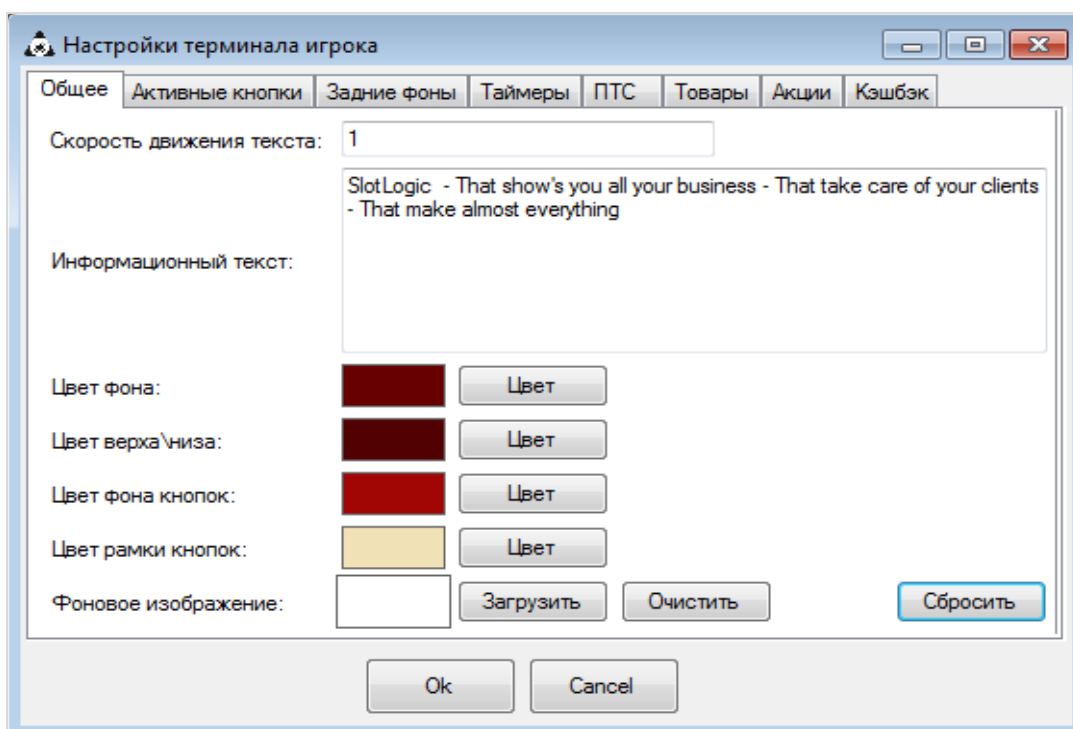 Настройки терминала игрока
Общее Активные кнопки Задние фоны Таймеры ПТС Товары Акции Кэшбэк
Скорость движения текста: 1
SlotLogic - That show's you all your business - That take care of your clients
- That make almost everything
Информационный текст:
Цвет фона: Цвет
Цвет верха\низа: Цвет
Цвет фона кнопок: Цвет
Цвет рамки кнопок: Цвет
Фоновое изображение: Загрузить Очистить Сбросить
Ok Cancel